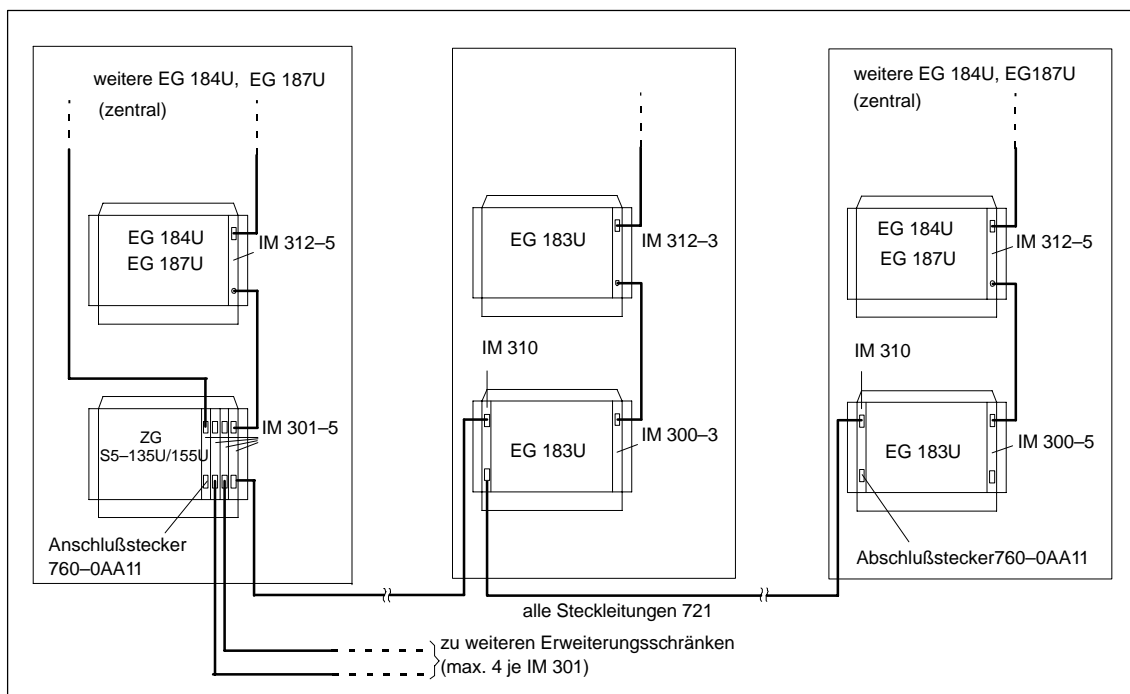 weitere EG 184U, EG 187U
(zentral)
EG 184U
EG 187U
IM 312–5
ZG
S5–135U/155U
IM 301–5
Anschlußstecker
760–0AA11
EG 183U
IM 312–3
IM 310
EG 183U
IM 300–3
weitere EG 184U, EG187U
(zentral)
EG 184U
EG 187U
IM 312–5
IM 310
EG 183U
IM 300–5
Abschlußstecker760–0AA11
alle Steckleitungen 721
zu weiteren Erweiterungsschränken
(max. 4 je IM 301)